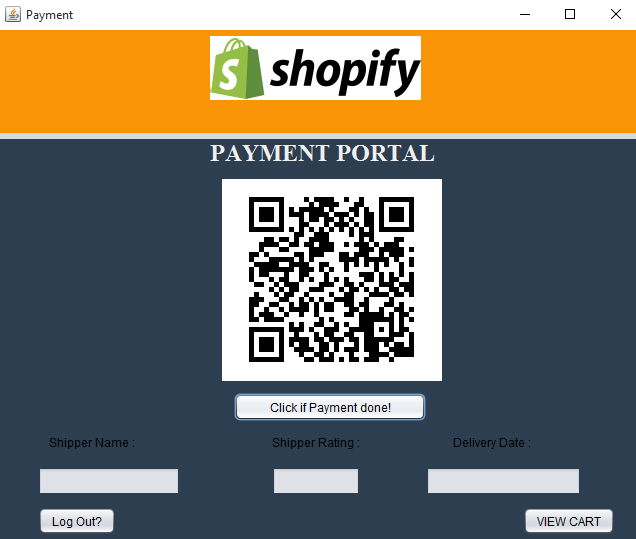 Payment
shopify
PAYMENT PORTAL
Click if Payment done!
Shipper Name :
Shipper Rating :
Delivery Date :
Log Out?
VIEW CART